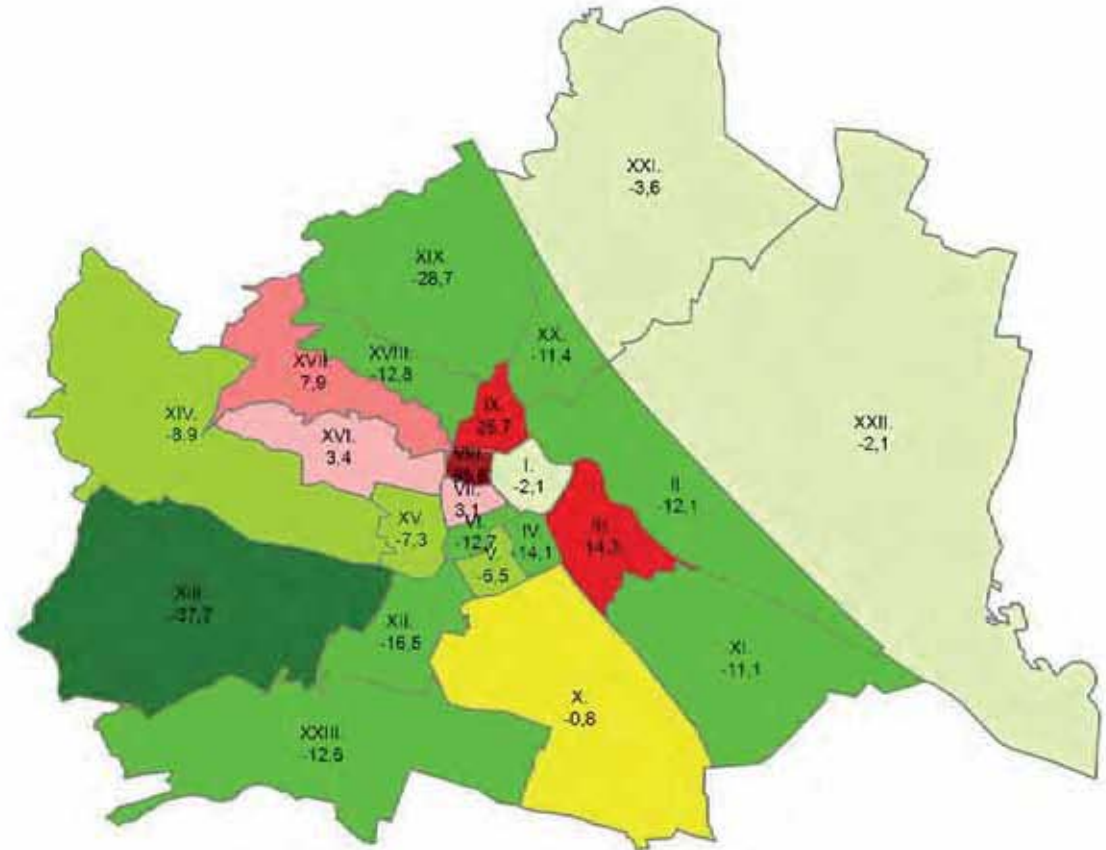 XXI.
-3,6
XIX.
-28,7
XX.
-11,4
XVIII.
-12,8
XVII.
7,9
XIV.
-8,9
XVI.
3,4
IX.
25,7
XXII.
-2,1
VIII.
I.
-2,1
VII.
3,1
II.
-12,1
XV.
-7,3
VI.
-12,7
IV.
-14,1
III.
14,3
V.
-5,5
XIII.
-37,7
XII.
-16,5
XI.
-11,1
X.
-0,8
XXIII.
-12,6